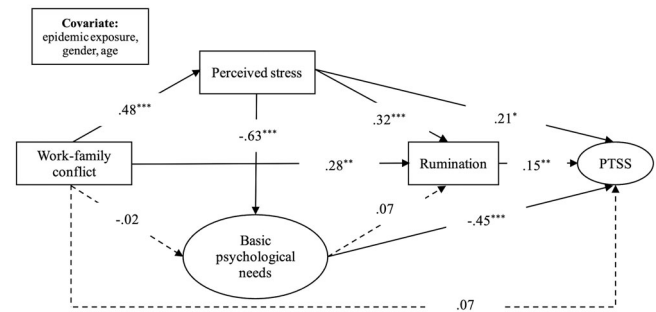 Covariate:
epidemic exposure,
gender, age
Perceived stress
.48***
.32***
.21*
-.63***
Work-family
conflict
.28**
Rumination
.15**
PTSS
-.02
.07
-.45***
Basic
psychological
needs
.07